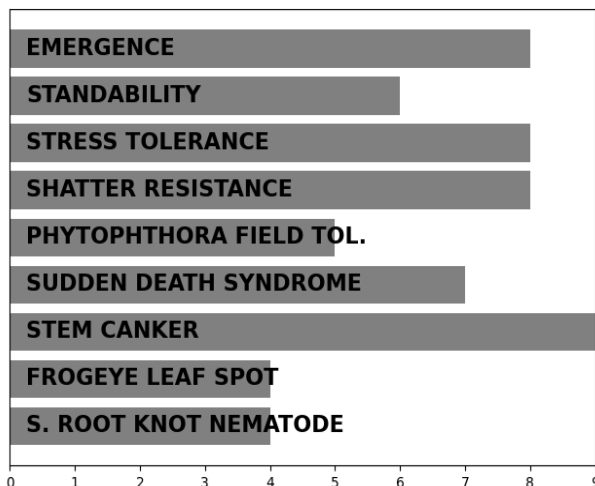 EMERGENCE
STANDABILITY
STRESS TOLERANCE
SHATTER RESISTANCE
PHYTOPHTHORA FIELD TOL.
SUDDEN DEATH SYNDROME
STEM CANKER
FROGEYE LEAF SPOT
S. ROOT KNOT NEMATODE
0 1 2 3 4 5 6 7 8 9